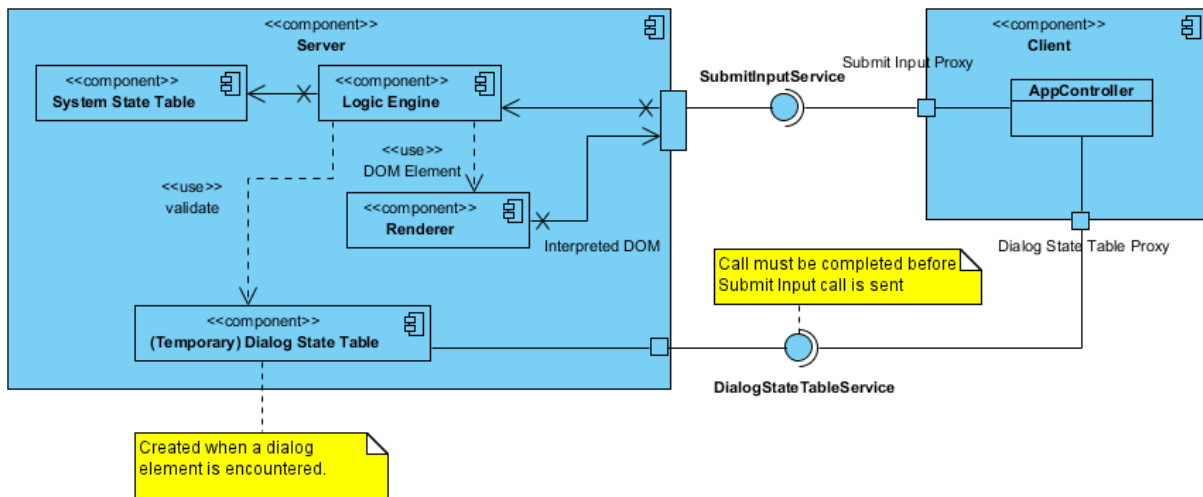 <<component>>
Server
<<component>>
System State Table
<<component>>
Logic Engine
<<use>>
DOM Element
<<use>>
validate
<<component>>
Renderer
Interpreted DOM
<<component>>
(Temporary) Dialog State Table
Created when a dialog
element is encountered.
SubmitInputService
Submit Input Proxy
<<component>>
Client
AppController
Dialog State Table Proxy
Call must be completed before
Submit Input call is sent
DialogStateTableService